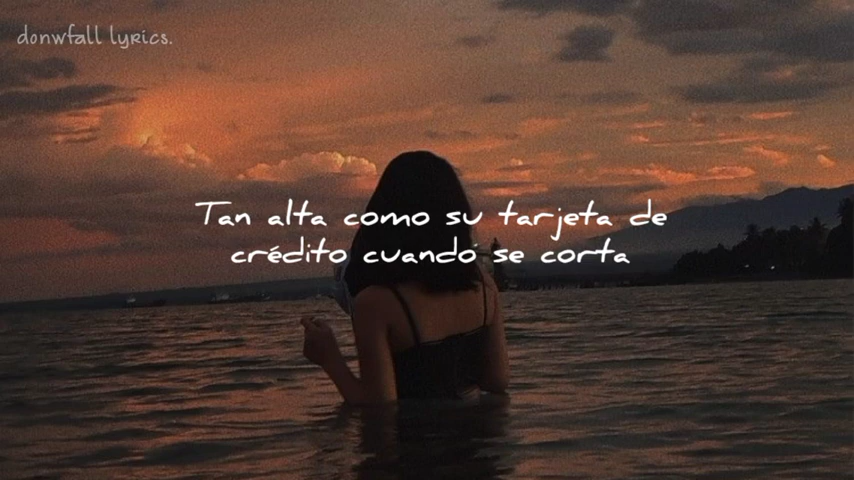 donwfall lyrics.
Tan alta como su tarjeta de
crédito cuando se corta